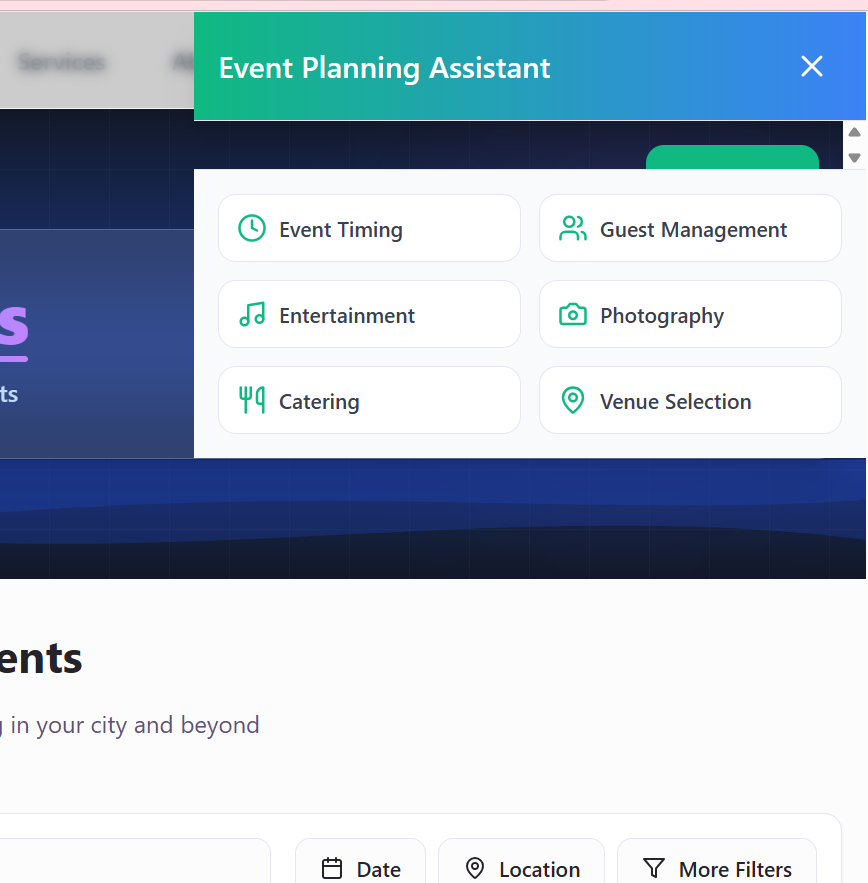 Services
Event Planning Assistant
Event Timing
Guest Management
Entertainment
Photography
Catering
Venue Selection
s
ts
ents
g in your city and beyond
Date
Location
More Filters